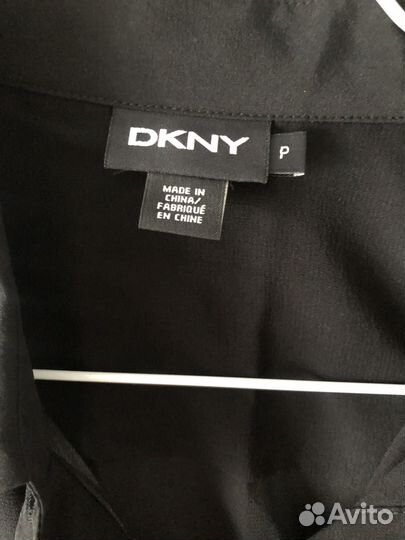 DKNY
P
MADE IN
CHINA/
FABRIQUÉ
EN CHINE
Avito